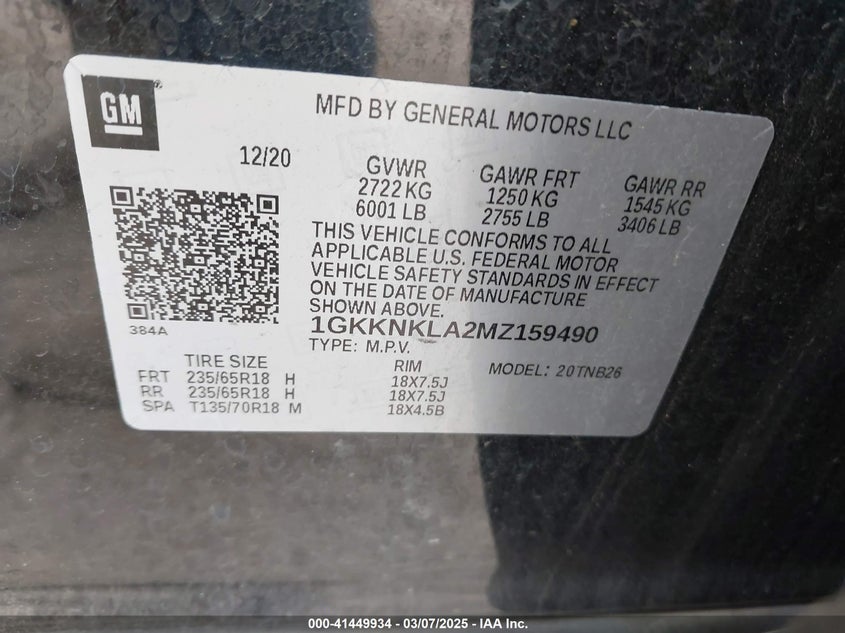 GM
MFD BY GENERAL MOTORS LLC
12/20
GVWR
2722 KG
6001 LB
GAWR FRT
1250 KG
2755 LB
GAWR RR
1545 KG
3406 LB
THIS VEHICLE CONFORMS TO ALL
APPLICABLE U.S. FEDERAL MOTOR
VEHICLE SAFETY STANDARDS IN EFFECT
ON THE DATE OF MANUFACTURE
SHOWN ABOVE.
384A
1GKKNKLA2MZ159490
TYPE: M.P.V.
TIRE SIZE
RIM
MODEL: 20TNB26
FRT 235/65R18 H 18X7.5J
RR 235/65R18 H 18X7.5J
SPA T135/70R18 M 18X4.5B
000-41449934 — 03/07/2025 — IAA Inc.